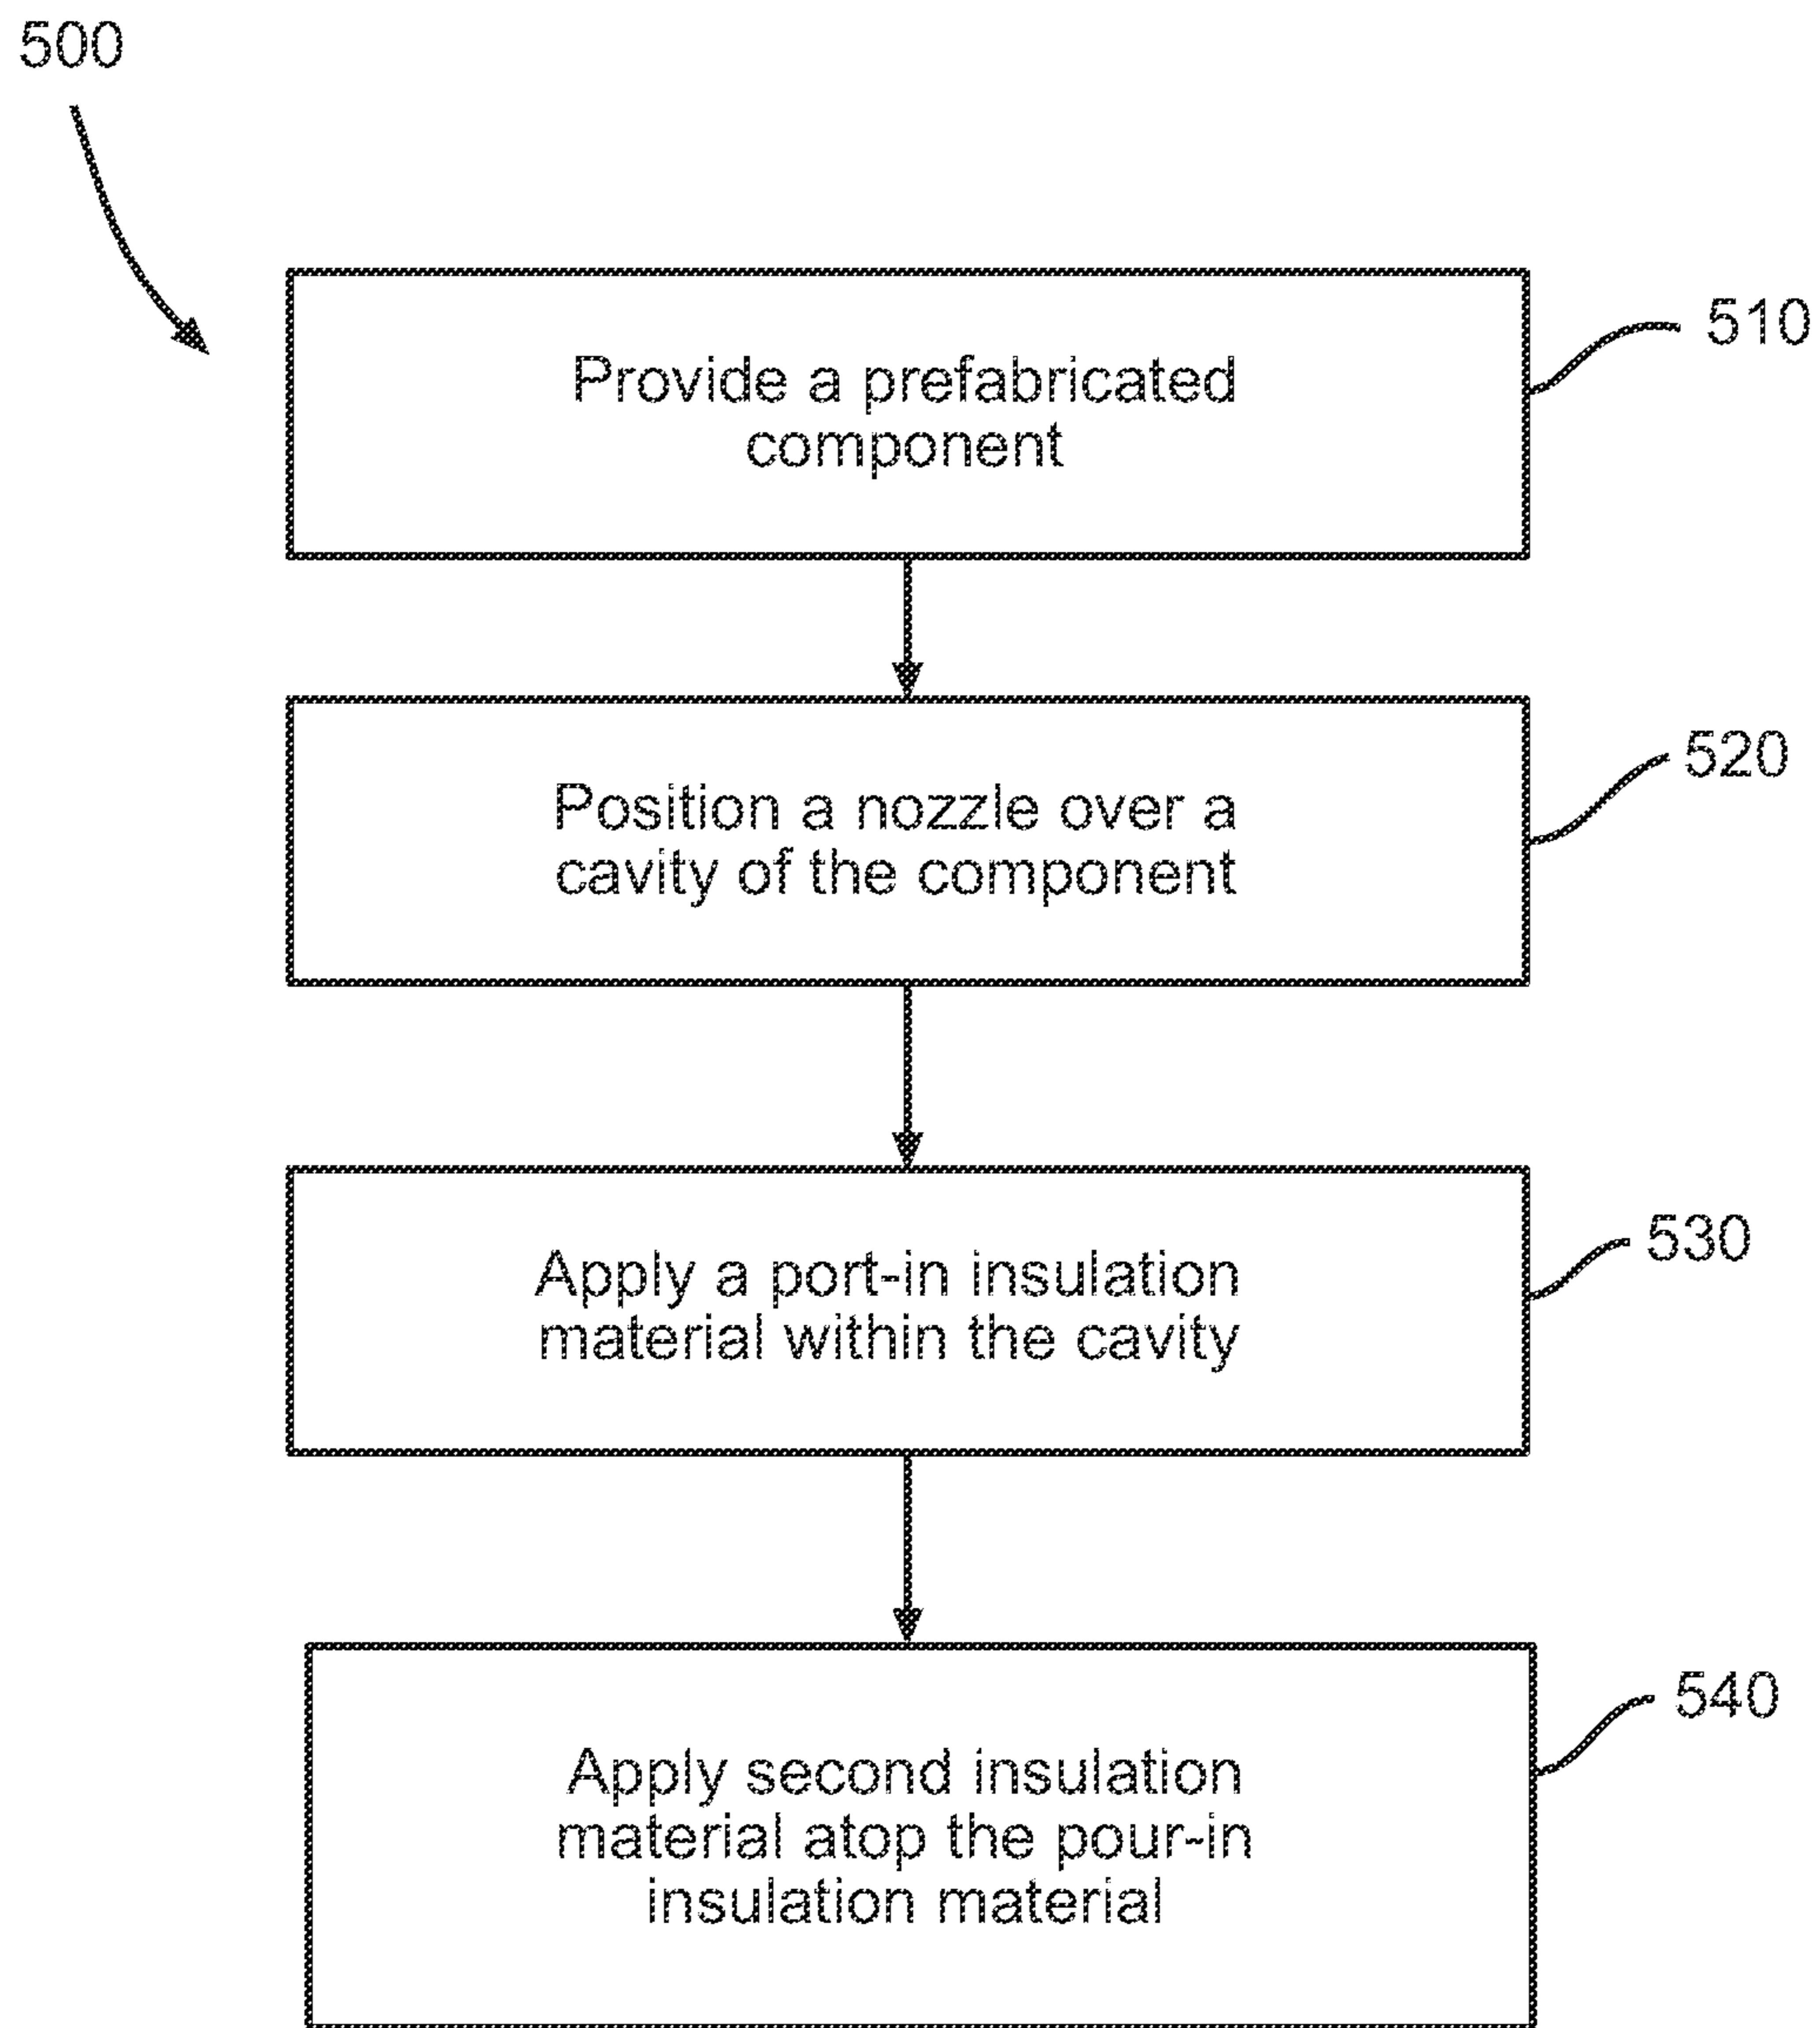 500
Provide a prefabricated
component
510
Position a nozzle over a
cavity of the component
520
Apply a port-in insulation
material within the cavity
530
Apply second insulation
material atop the pour-in
insulation material
540